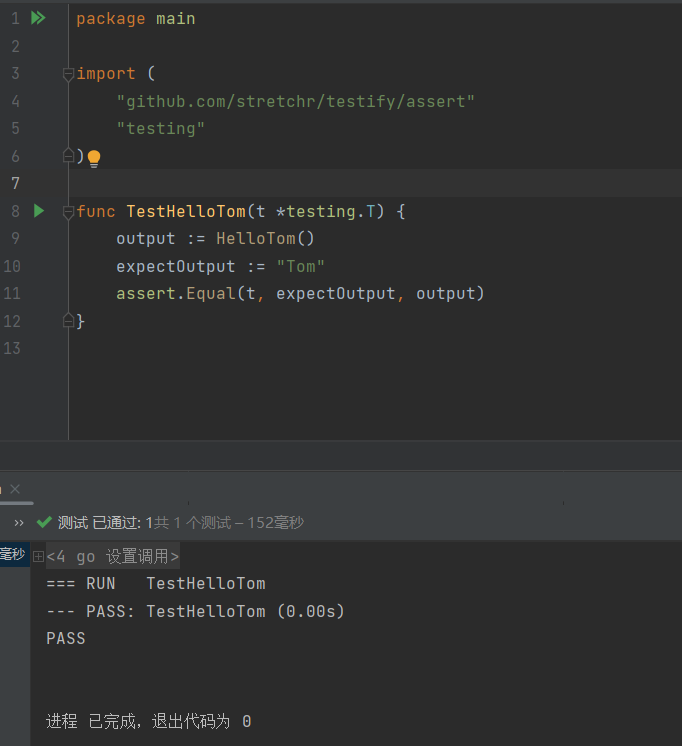 1 package main
2
3 import (
4 "github.com/stretchr/testify/assert"
5 "testing"
6 )
7
8 func TestHelloTom(t *testing.T) {
9 output := HelloTom()
10 expectOutput := "Tom"
11 assert.Equal(t, expectOutput, output)
12 }
13
›› 测试 已通过: 1共 1 个测试 – 152毫秒
毫秒 <4 go 设置调用>
=== RUN   TestHelloTom
--- PASS: TestHelloTom (0.00s)
PASS
进程 已完成，退出代码为 0